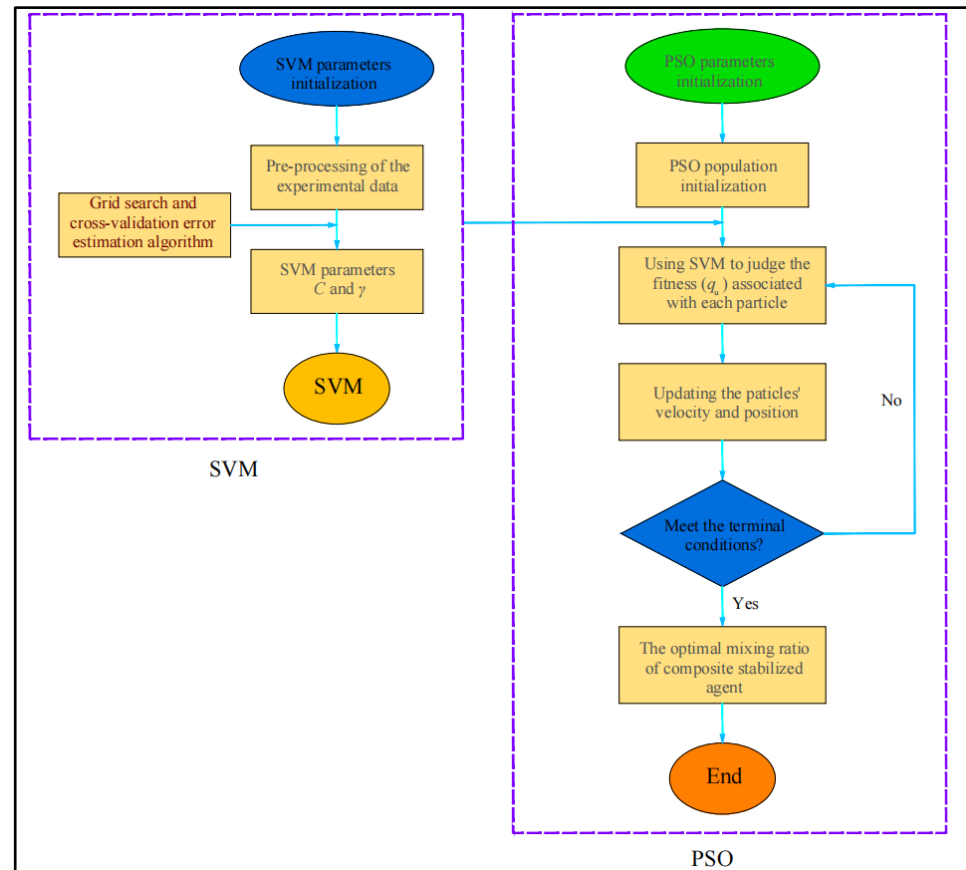 SVM parameters
initialization
Pre-processing of the
experimental data
Grid search and
cross-validation error
estimation algorithm
SVM parameters
C and γ
SVM
SVM
PSO parameters
initialization
PSO population
initialization
Using SVM to judge the
fitness (qᵤ) associated
with each particle
Updating the paticles'
velocity and position
No
Meet the terminal
conditions?
Yes
The optimal mixing ratio
of composite stabilized
agent
End
PSO